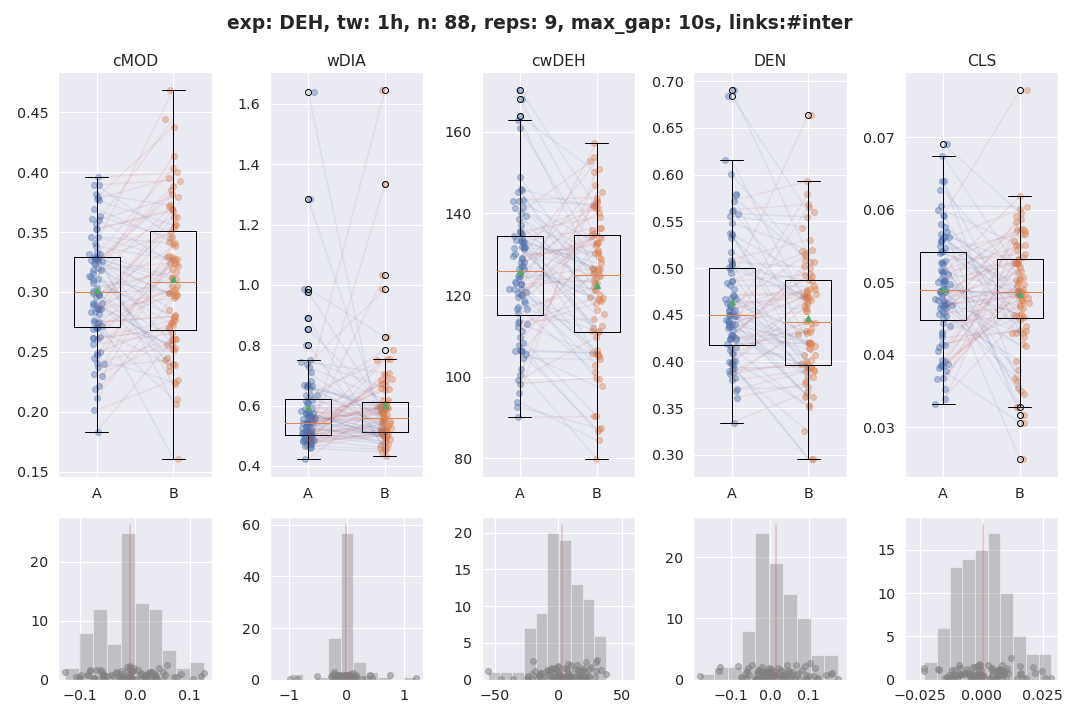 exp: DEH, tw: 1h, n: 88, reps: 9, max_gap: 10s, links:#inter
cMOD wDIA cwDEH DEN CLS
0.45 0.40 0.35 0.30 0.25 0.20 0.15
1.6 1.4 1.2 1.0 0.8 0.6 0.4
160 140 120 100 80
0.70 0.65 0.60 0.55 0.50 0.45 0.40 0.35 0.30
0.07 0.06 0.05 0.04 0.03
A B A B A B A B A B
20 10 0
60 50 40 30 20 10 0
20 15 10 5 0
20 10 0
15 10 5 0
−0.1 0.0 0.1
−1 0 1
−50 0 50
−0.1 0.0 0.1
−0.025 0.000 0.025